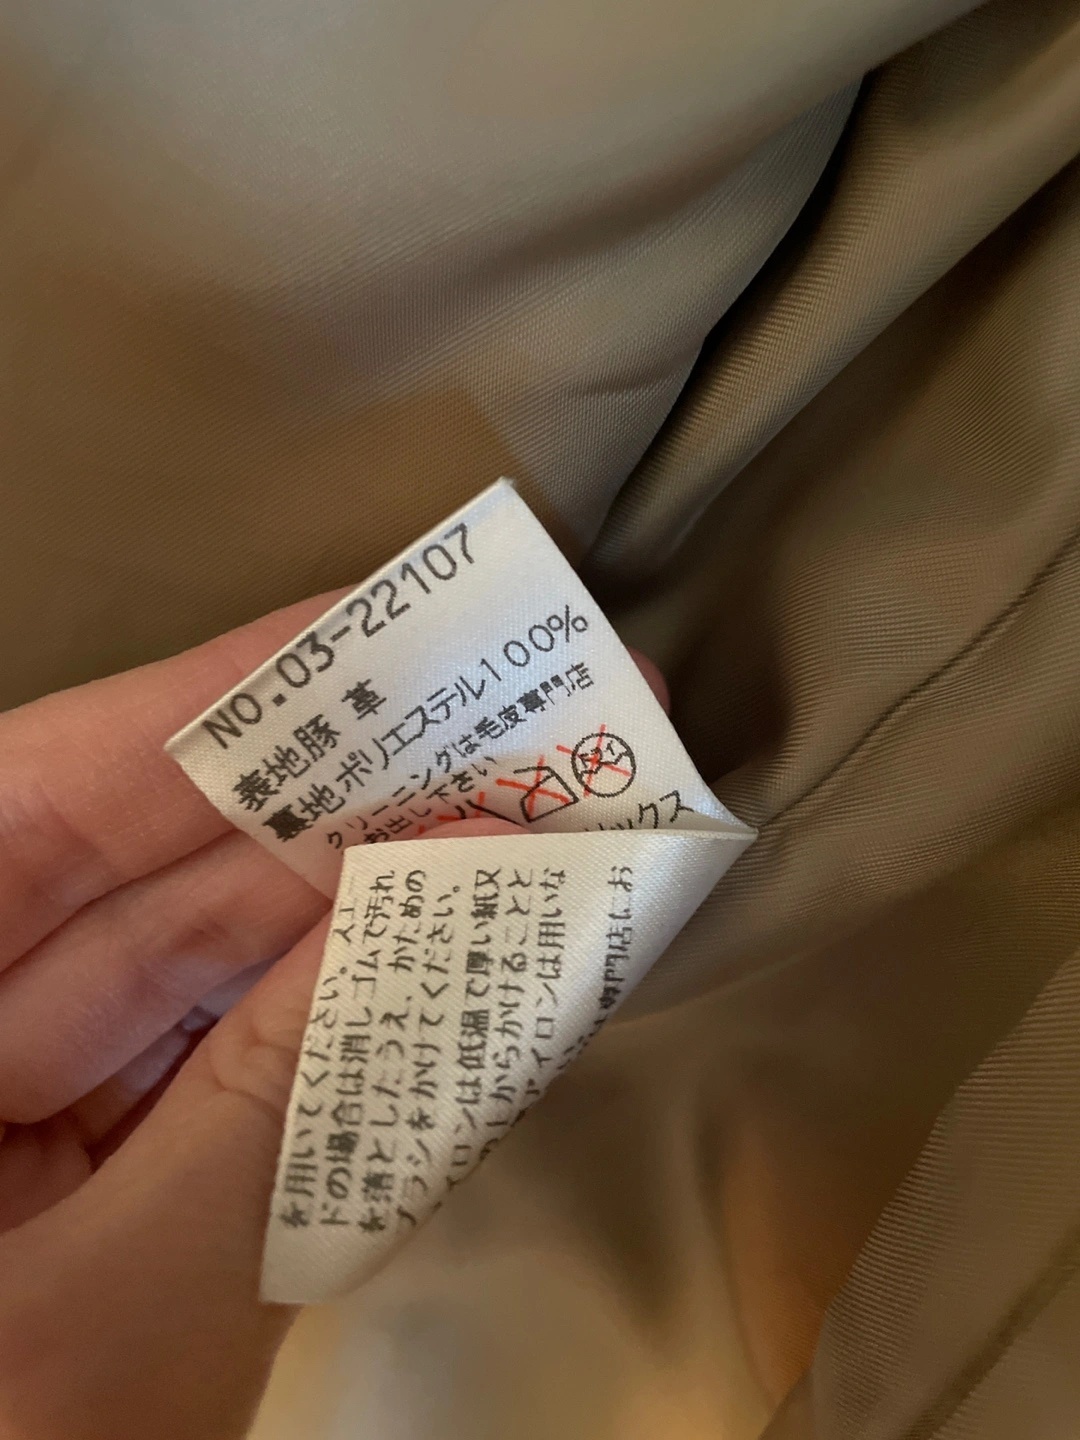 NO.03-22107
表地豚 革
裏地ポリエステル100%
クリーニングは毛皮専門店
お出し下さい
ドライ
リックス
を用いてください。スエー
ドの場合は消しゴムで汚れ
を落としたうえ、かための
ブラシをかけてください。
イロンは低温で厚い紙又
上からかけることと
アイロンは用いな
専門店にお